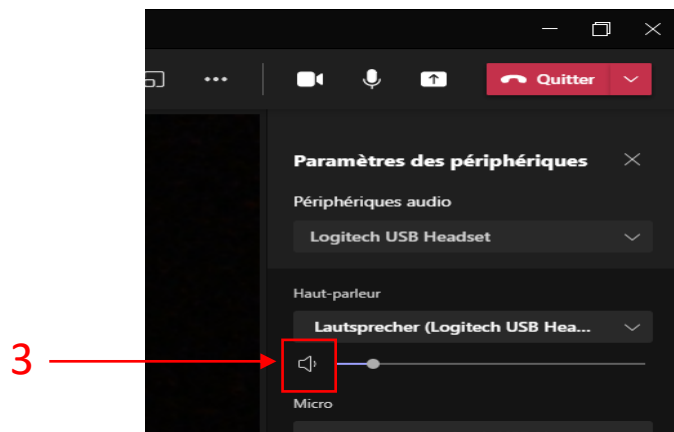 Quitter
Paramètres des périphériques
Périphériques audio
Logitech USB Headset
Haut-parleur
Lautsprecher (Logitech USB Hea...
3
Micro